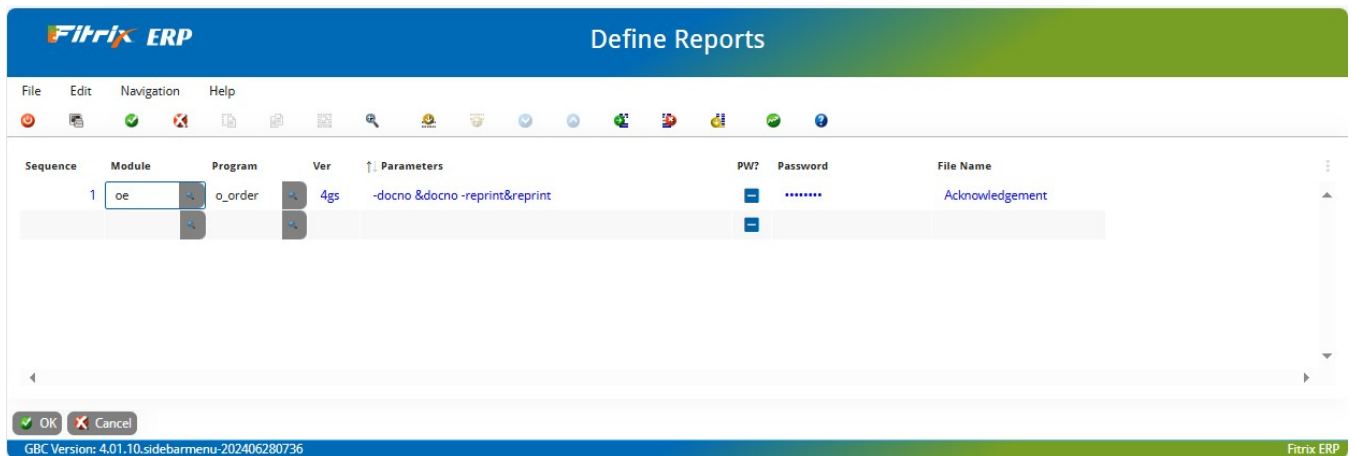 Fitrix ERP
Define Reports
File Edit Navigation Help
Sequence Module Program Ver Parameters PW? Password File Name
1 oe o_order 4gs -docno &docno -reprint&reprint •••••••• Acknowledgement
OK Cancel
GBC Version: 4.01.10.sidebarmenu-202406280736 Fitrix ERP